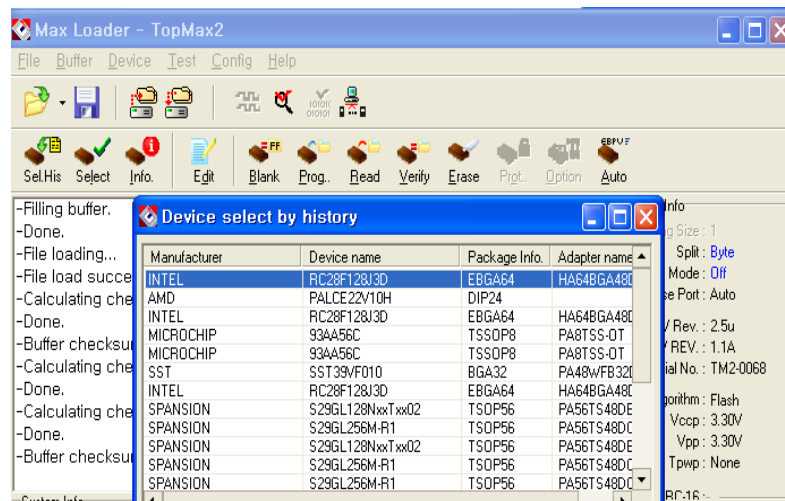 Max Loader - TopMax2
File Buffer Device Test Config Help
Sel.His Select Info. Edit Blank Prog.. Read Verify Erase Prot.. Option Auto
-Filling buffer.
-Done.
-File loading...
-File load succe
-Calculating che
-Done.
-Buffer checksu
-Calculating che
-Done.
-Calculating che
-Done.
-Buffer checksu
Device select by history
Manufacturer Device name Package Info. Adapter name
INTEL RC28F128J3D EBGA64 HA64BGA48D
AMD PALCE22V10H DIP24
INTEL RC28F128J3D EBGA64 HA64BGA48D
MICROCHIP 93AA56C TSSOP8 PA8TSS-OT
MICROCHIP 93AA56C TSSOP8 PA8TSS-OT
SST SST39VF010 BGA32 PA48WFB32D
INTEL RC28F128J3D EBGA64 HA64BGA48D
SPANSION S29GL128NxxTxx02 TSOP56 PA56TS48DE
SPANSION S29GL256M-R1 TSOP56 PA56TS48DC
SPANSION S29GL128NxxTxx02 TSOP56 PA56TS48DE
SPANSION S29GL256M-R1 TSOP56 PA56TS48DC
SPANSION S29GL256M-R1 TSOP56 PA56TS48DC
Info
g Size : 1
Split : Byte
Mode : Off
se Port : Auto
/ Rev. : 2.5u
REV. : 1.1A
ial No. : TM2-0068
gorithm : Flash
Vccp : 3.30V
Vpp : 3.30V
Tpwp : None